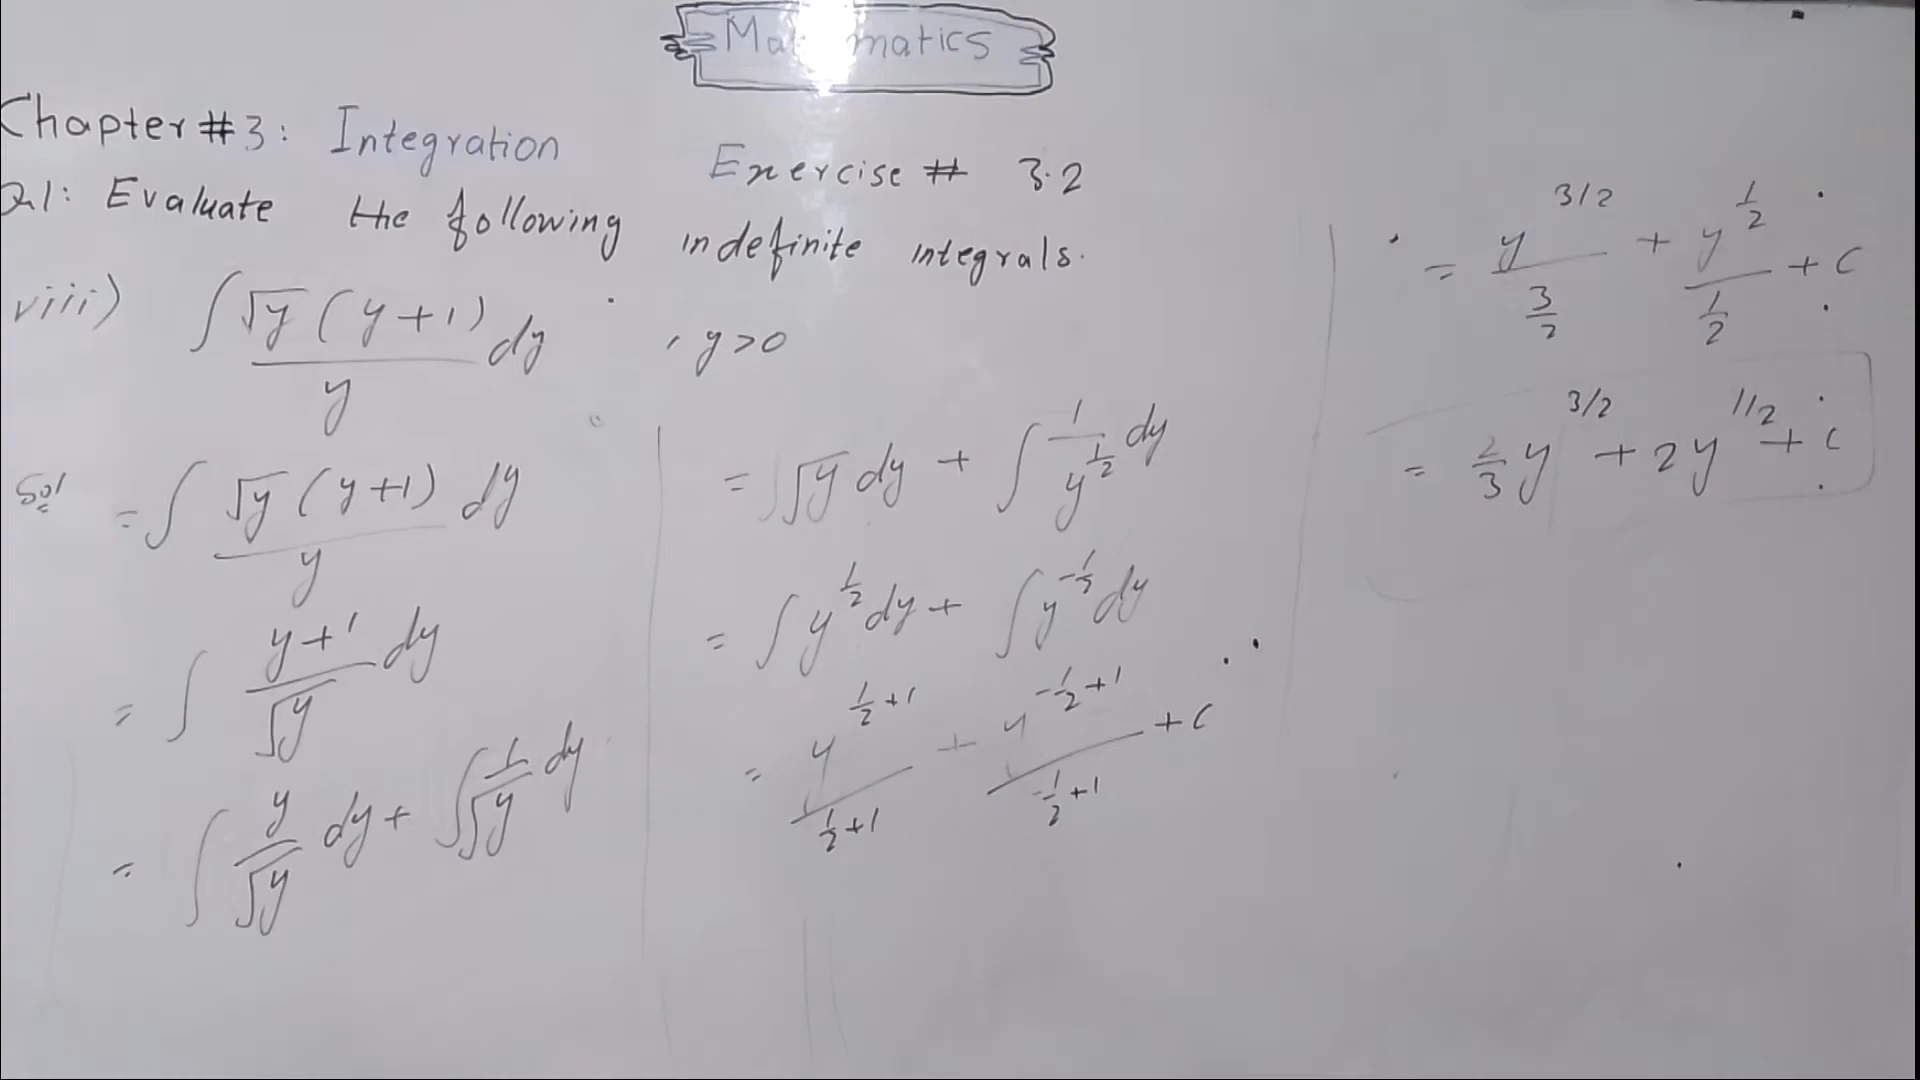 Mathematics
Chapter # 3: Integration
Exercise # 3.2
Q1: Evaluate the following indefinite integrals.
viii) ∫ √y (y+1) / y dy , y>0
Sol = ∫ √y (y+1) / y dy
= ∫ (y+1) / √y dy
= ∫ y/√y dy + ∫ 1/√y dy
= ∫ √y dy + ∫ 1/y^(1/2) dy
= ∫ y^(1/2) dy + ∫ y^(-1/2) dy
= y^(1/2+1) / (1/2+1) + y^(-1/2+1) / (-1/2+1) + c
= y^(3/2) / (3/2) + y^(1/2) / (1/2) + c
= 2/3 y^(3/2) + 2y^(1/2) + c